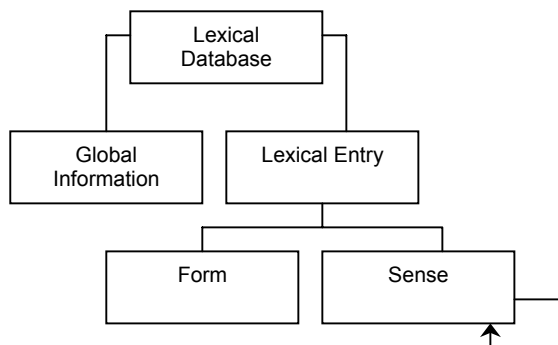 Lexical
Database
Global
Information
Lexical Entry
Form
Sense